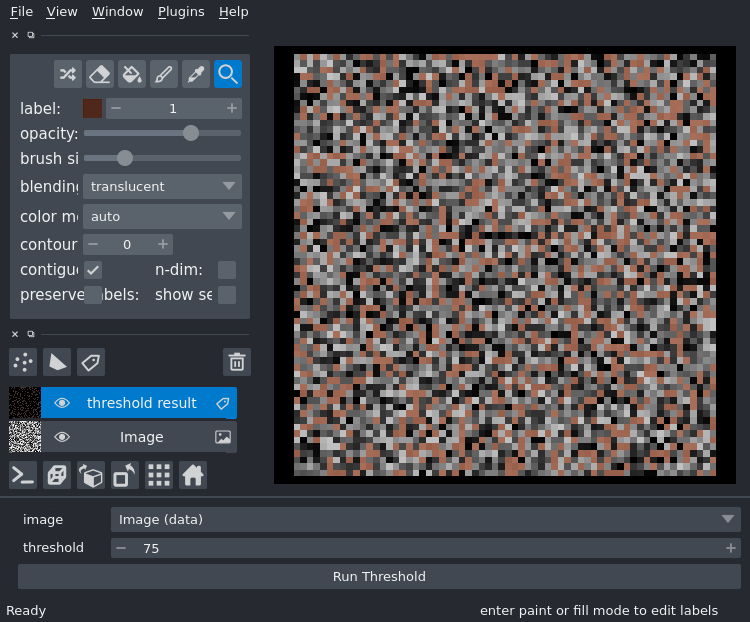 File View Window Plugins Help
label: 1
opacity:
brush si
blending translucent
color m auto
contour 0
contigu n-dim:
preserve abels: show se
threshold result
Image
image Image (data)
threshold 75
Run Threshold
Ready enter paint or fill mode to edit labels